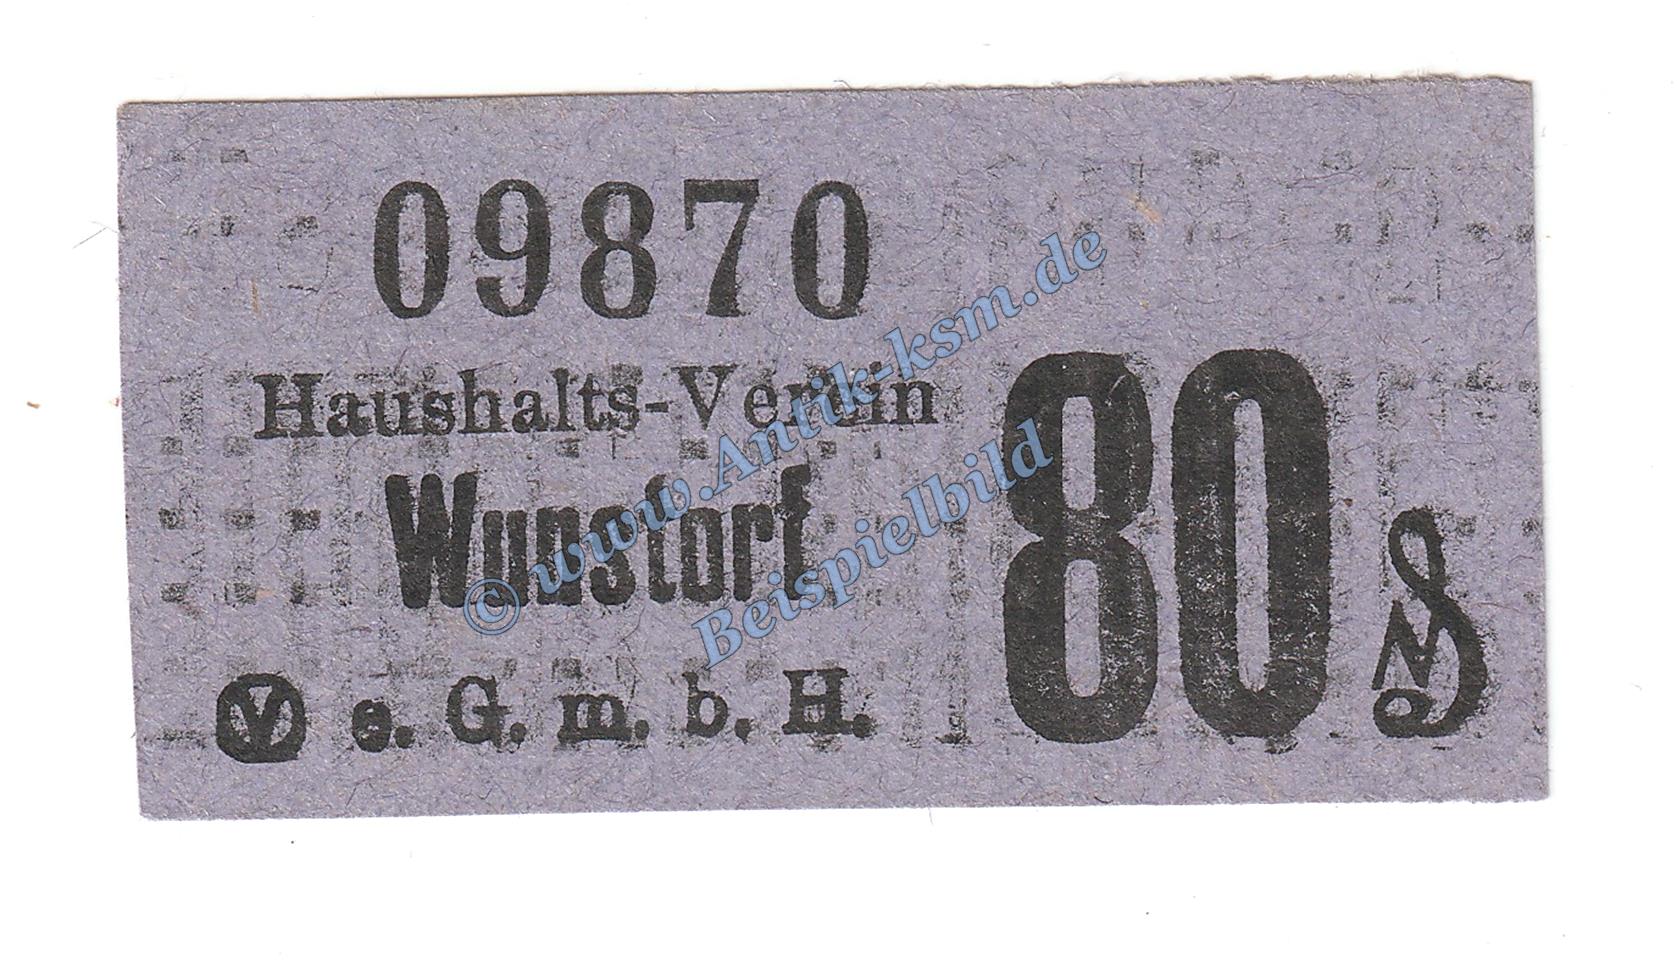 09870
Haushalts-Verein
Wunstorf
80
V e. G. m. b. H.
© www.Antik-ksm.de
Beispielbild